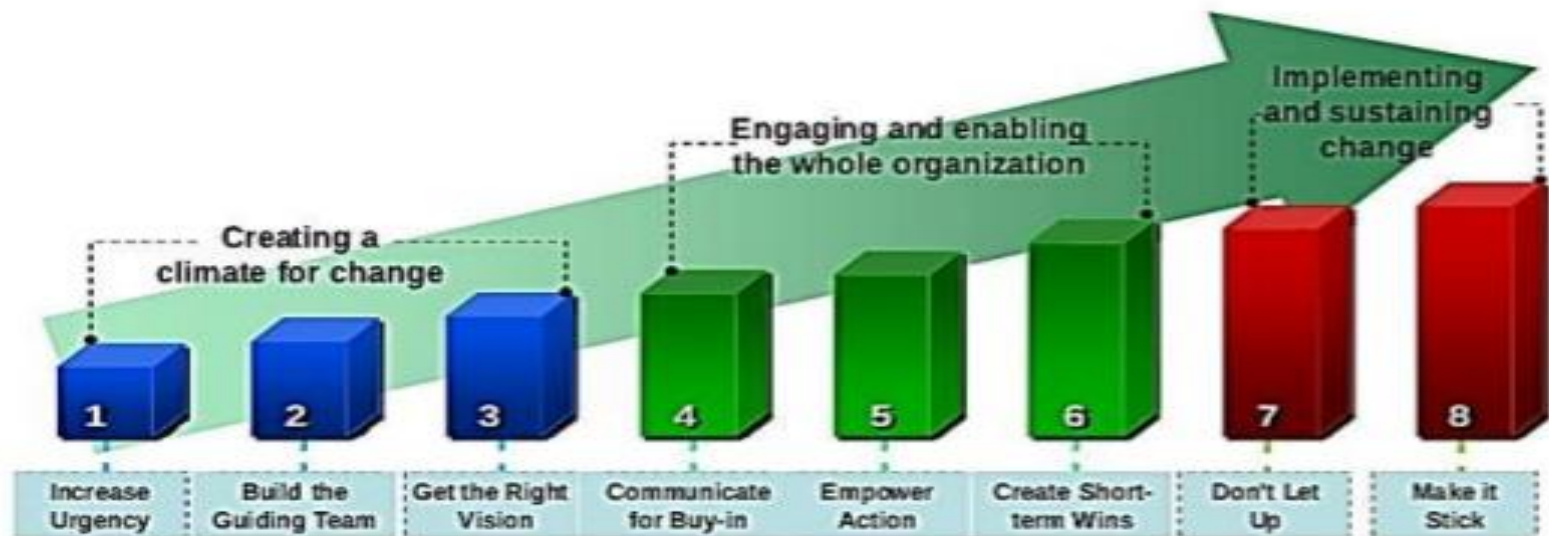 Implementing
and sustaining
change
Engaging and enabling
the whole organization
Creating a
climate for change
1
2
3
4
5
6
7
8
Increase
Urgency
Build the
Guiding Team
Get the Right
Vision
Communicate
for Buy-in
Empower
Action
Create Short-
term Wins
Don't Let
Up
Make it
Stick